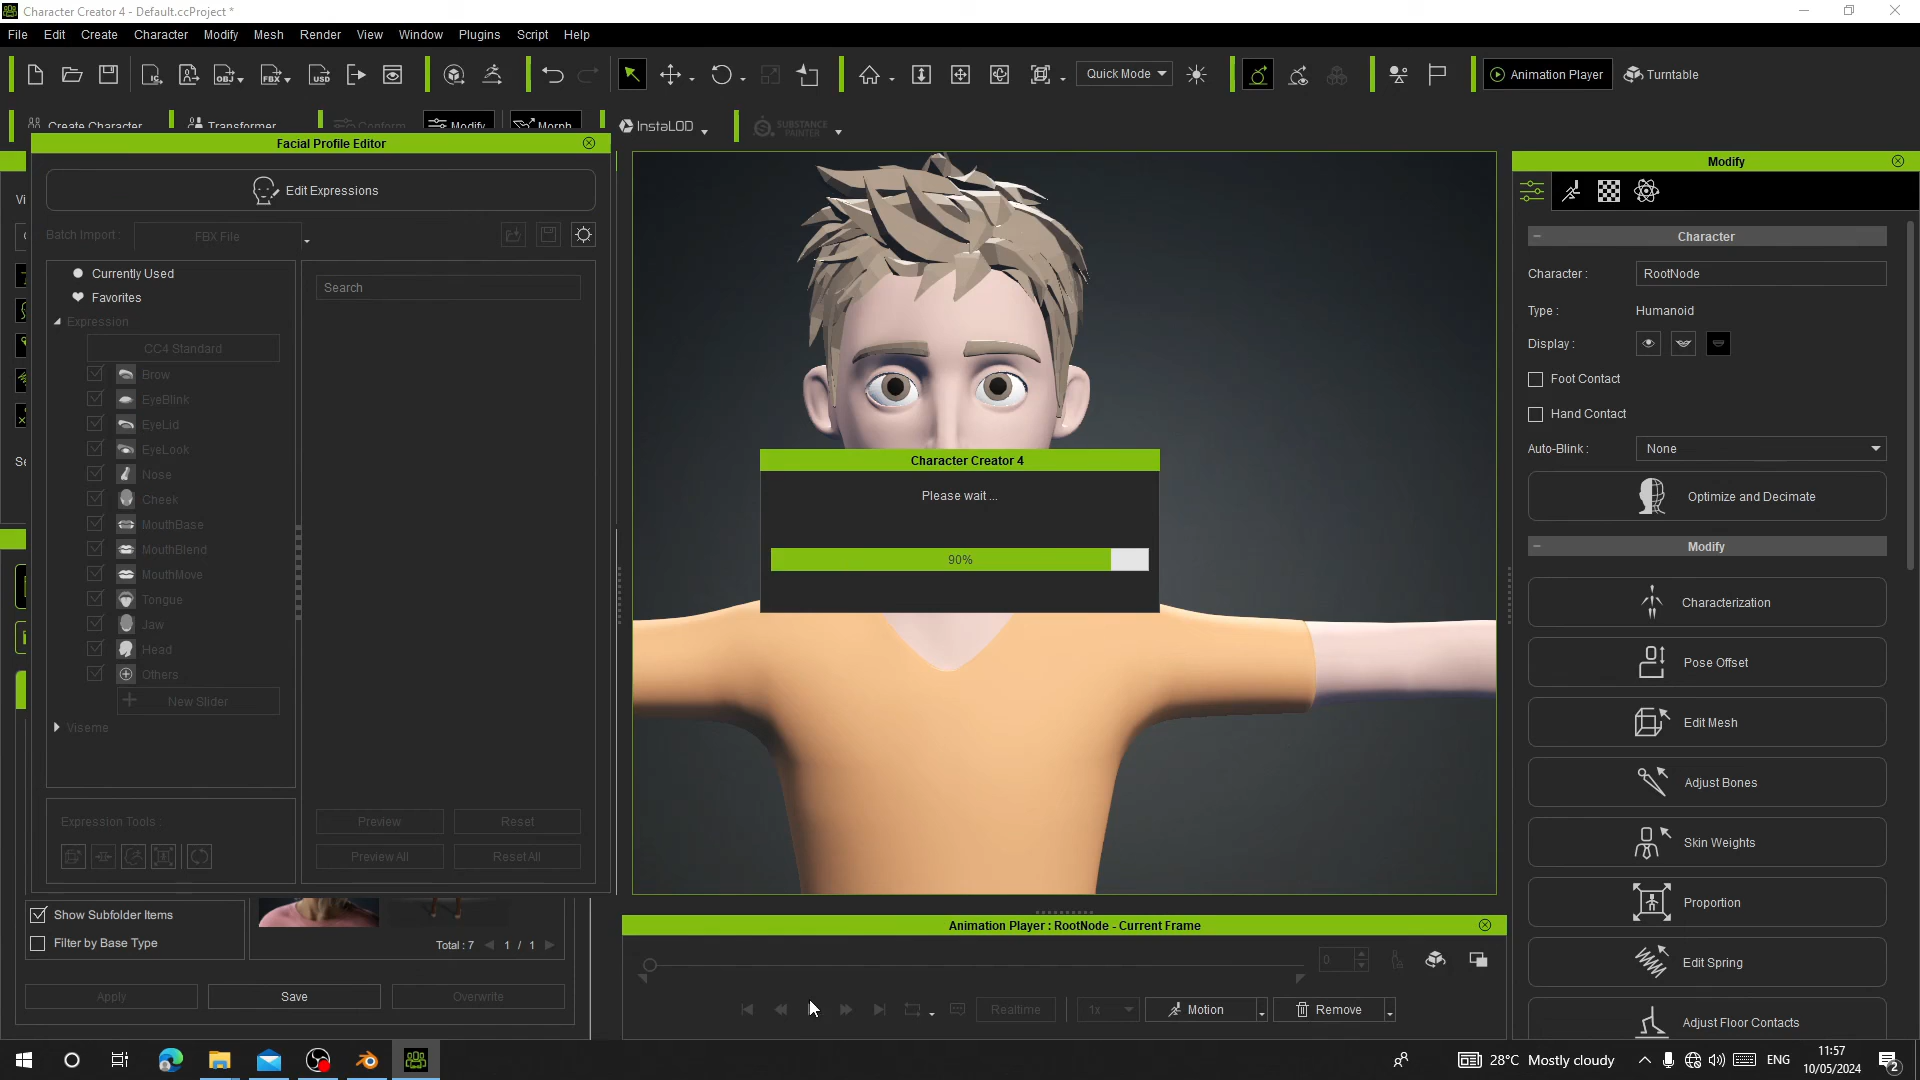 Character Creator 4 - Default.ccProject *
File Edit Create Character Modify Mesh Render View Window Plugins Script Help
Quick Mode
Animation Player
Turntable
Create Character
Transformer
Conform
Modify
Morph
InstaLOD
SUBSTANCE PAINTER
Facial Profile Editor
Edit Expressions
Batch Import :
FBX File
Currently Used
Favorites
Expression
CC4 Standard
Brow
EyeBlink
EyeLid
EyeLook
Nose
Cheek
MouthBase
MouthBlend
MouthMove
Tongue
Jaw
Head
Others
New Slider
Viseme
Search
Expression Tools :
Preview
Reset
Preview All
Reset All
Show Subfolder Items
Filter by Base Type
Total : 7
1 / 1
Apply
Save
Overwrite
Character Creator 4
Please wait ...
90%
Animation Player : RootNode - Current Frame
0
Realtime
1x
Motion
Remove
Modify
Character
Character :
RootNode
Type :
Humanoid
Display :
Foot Contact
Hand Contact
Auto-Blink :
None
Optimize and Decimate
Modify
Characterization
Pose Offset
Edit Mesh
Adjust Bones
Skin Weights
Proportion
Edit Spring
Adjust Floor Contacts
28°C Mostly cloudy
ENG
11:57
10/05/2024
2